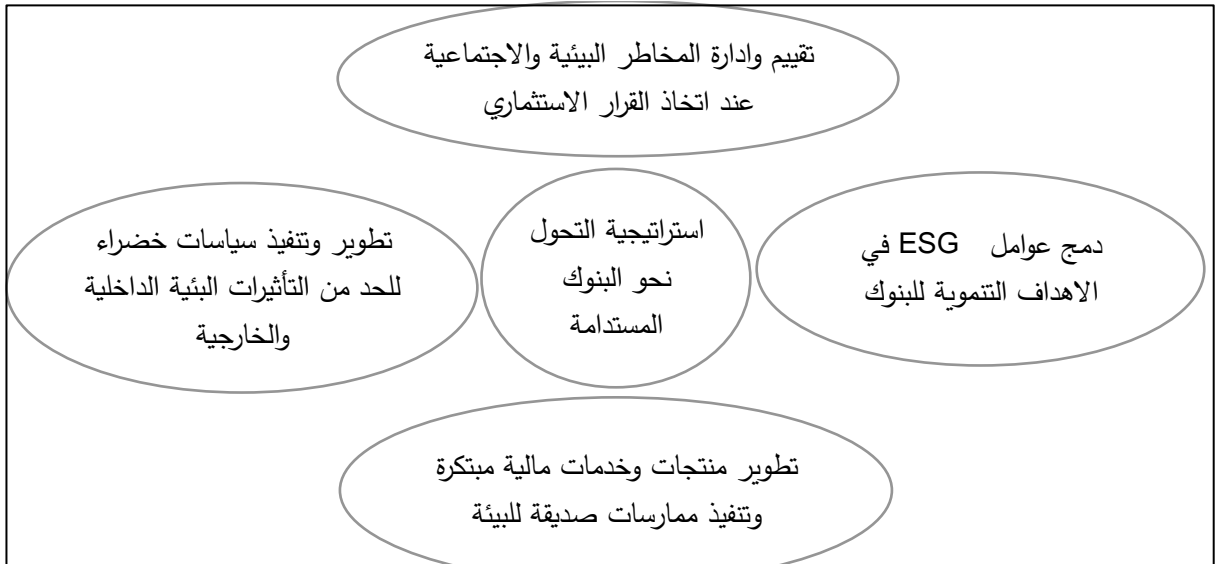 تقييم وادارة المخاطر البيئية والاجتماعية
عند اتخاذ القرار الاستثماري
دمج عوامل ESG في
الاهداف التنموية للبنوك
استراتيجية التحول
نحو البنوك
المستدامة
تطوير وتنفيذ سياسات خضراء
للحد من التأثيرات البئية الداخلية
والخارجية
تطوير منتجات وخدمات مالية مبتكرة
وتنفيذ ممارسات صديقة للبيئة